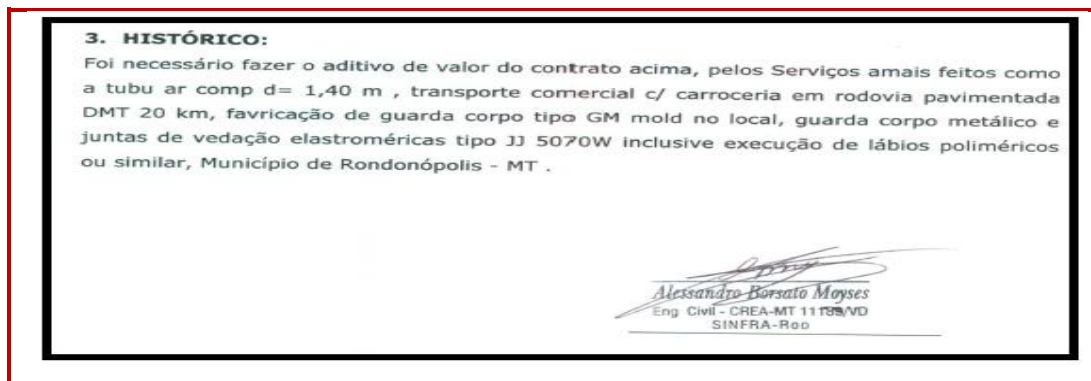 3. HISTÓRICO:
Foi necessário fazer o aditivo de valor do contrato acima, pelos Serviços amais feitos como
a tubu ar comp d= 1,40 m , transporte comercial c/ carroceria em rodovia pavimentada
DMT 20 km, favricação de guarda corpo tipo GM mold no local, guarda corpo metálico e
juntas de vedação elastroméricas tipo JJ 5070W inclusive execução de lábios poliméricos
ou similar, Município de Rondonópolis - MT .
Alessandro Borsato Moyses
Eng Civil - CREA-MT
SINFRA-Roo